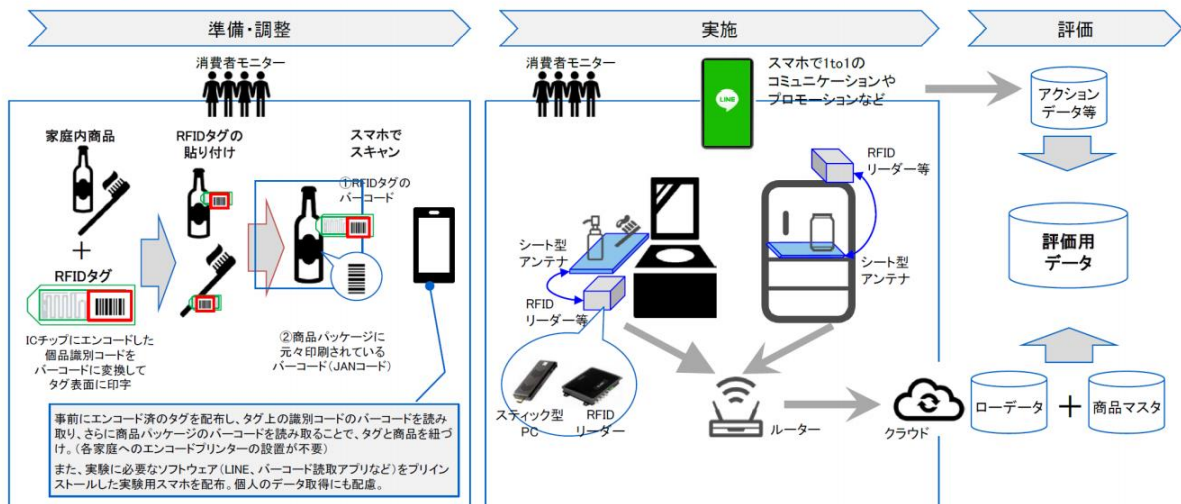 準備・調整
実施
評価
消費者モニター
家庭内商品
RFIDタグの
貼り付け
スマホで
スキャン
①RFIDタグの
バーコード
RFIDタグ
ICチップにエンコードした
個品識別コードを
バーコードに変換して
タグ表面に印字
②商品パッケージに
元々印刷されている
バーコード(JANコード)
事前にエンコード済のタグを配布し、タグ上の識別コードのバーコードを読み
取り、さらに商品パッケージのバーコードを読み取ることで、タグと商品を紐づ
け。(各家庭へのエンコードプリンターの設置が不要)
また、実験に必要なソフトウェア(LINE、バーコード読取アプリなど)をプリイン
ストールした実験用スマホを配布。個人のデータ取得にも配慮。
消費者モニター
LINE
スマホで1to1の
コミュニケーションや
プロモーションなど
RFID
リーダー等
シート型
アンテナ
RFID
リーダー等
シート型
アンテナ
スティック型
PC
RFID
リーダー
ルーター
クラウド
アクション
データ等
評価用
データ
ローデータ
+
商品マスタ